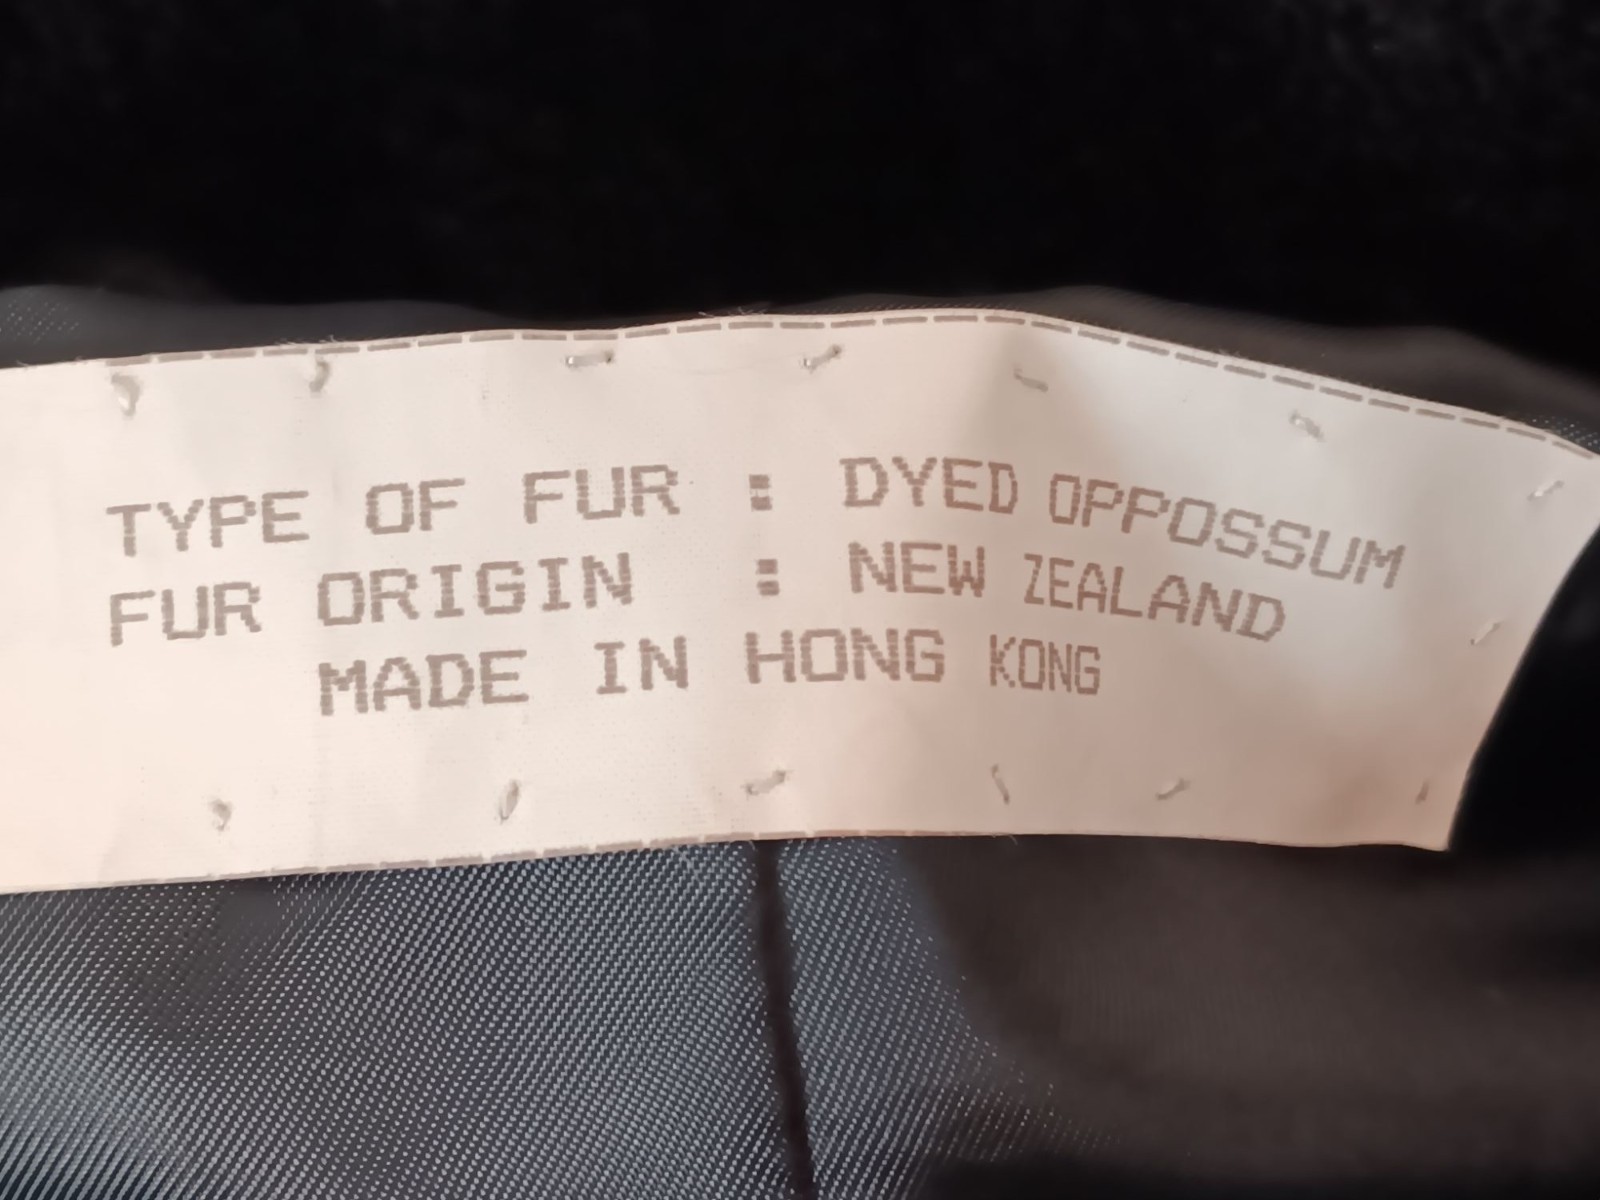 TYPE OF FUR : DYED OPPOSSUM
FUR ORIGIN : NEW ZEALAND
MADE IN HONG KONG